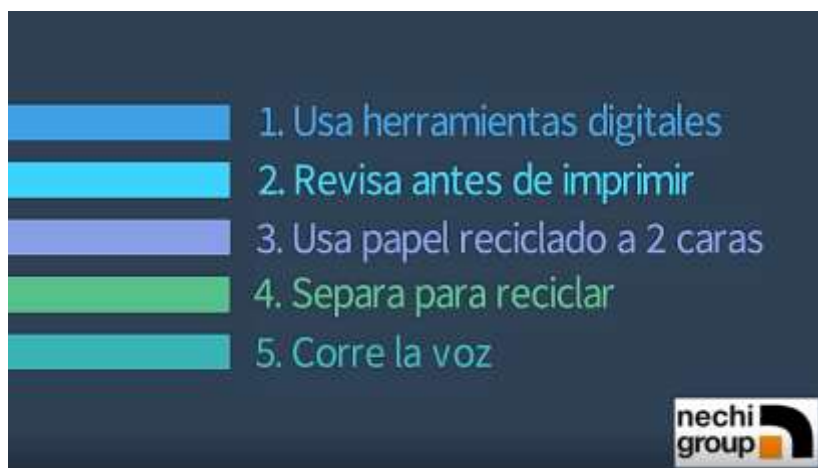 1. Usa herramientas digitales
2. Revisa antes de imprimir
3. Usa papel reciclado a 2 caras
4. Separa para reciclar
5. Corre la voz
nechi
group